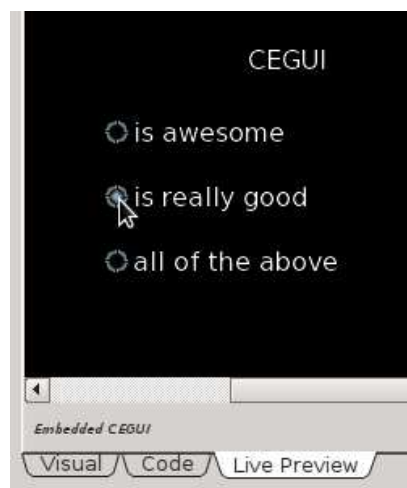 CEGUI
is awesome
is really good
all of the above
Embedded CEGUI
Visual Code Live Preview